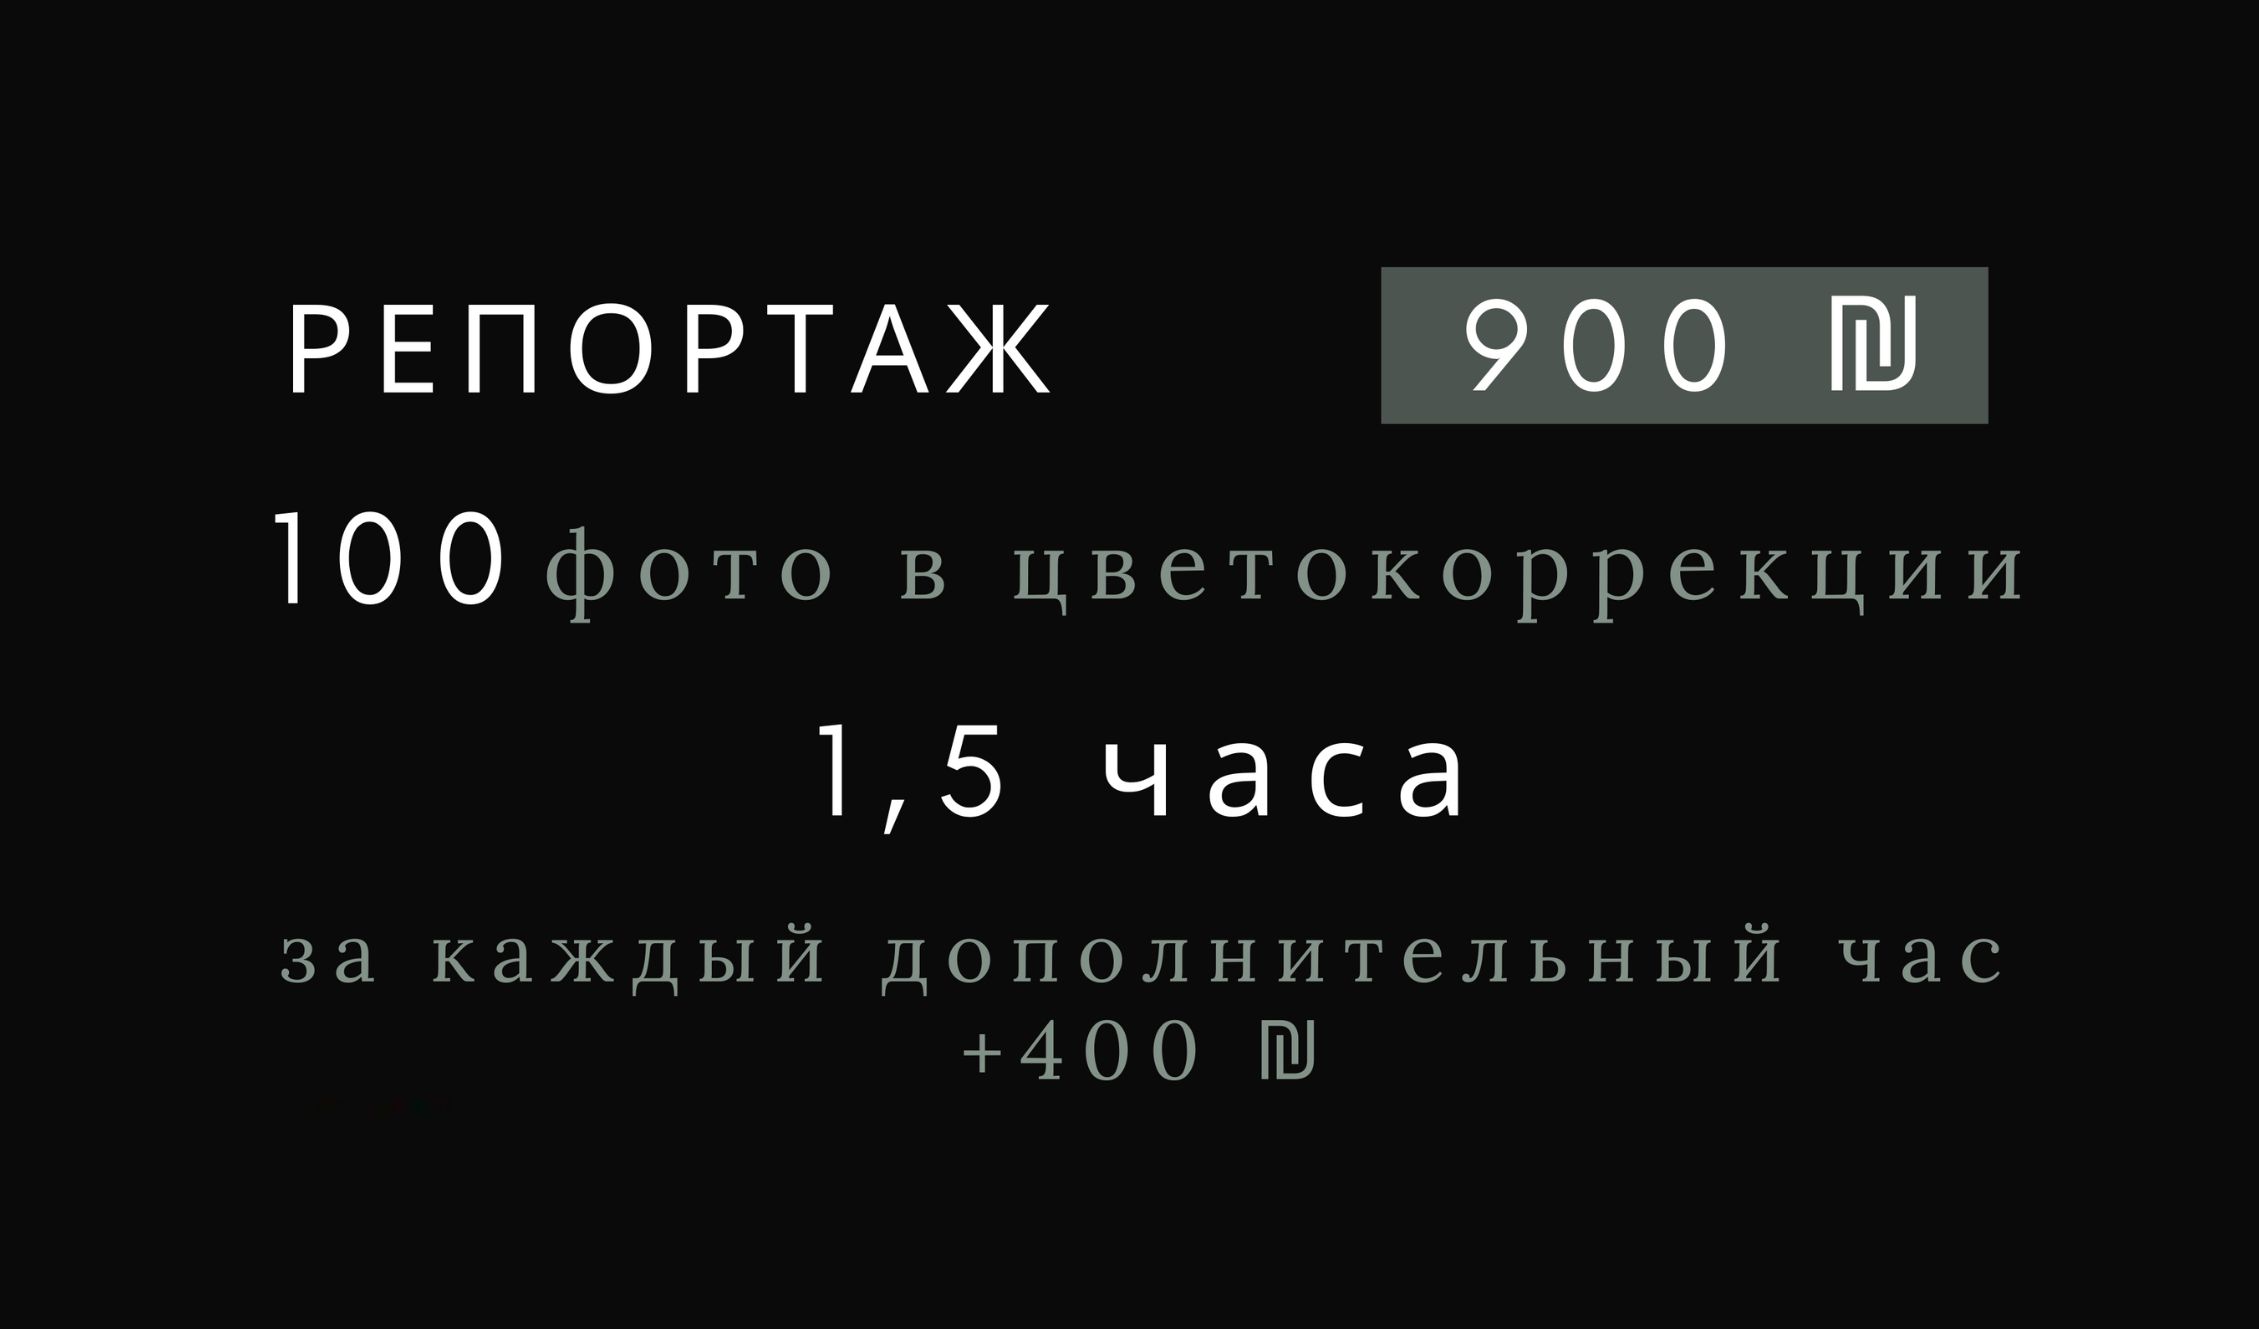 РЕПОРТАЖ 900 ₪
100 фото в цветокоррекции
1,5 часа
за каждый дополнительный час
+400 ₪